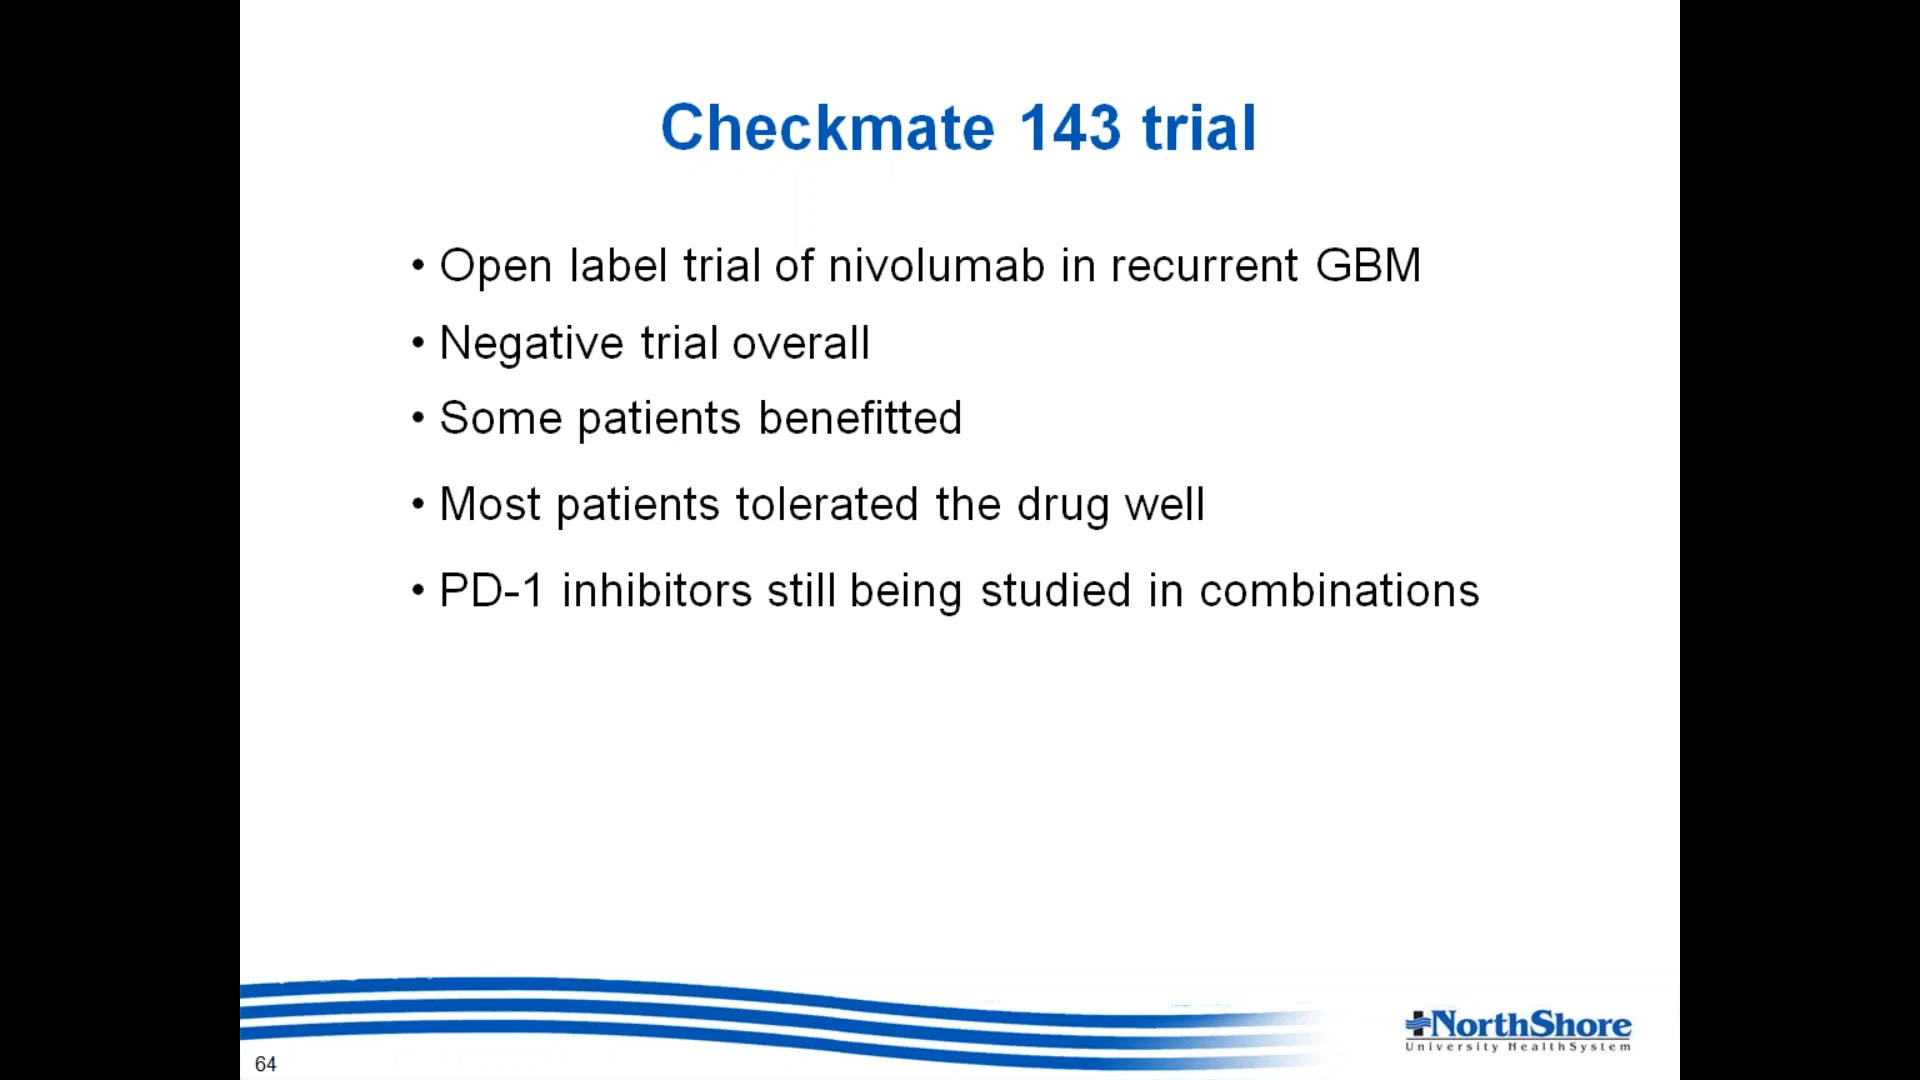 Checkmate 143 trial
• Open label trial of nivolumab in recurrent GBM
• Negative trial overall
• Some patients benefitted
• Most patients tolerated the drug well
• PD-1 inhibitors still being studied in combinations
NorthShore
University HealthSystem
64